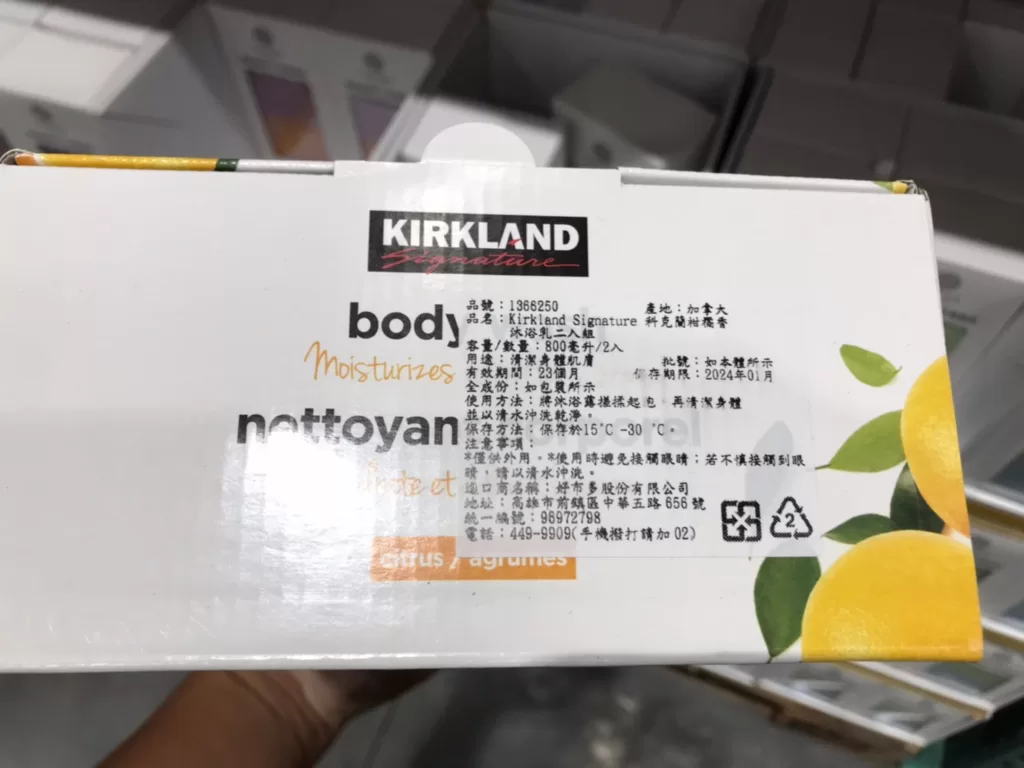 KIRKLAND
Signature
body
Moisturizes
nettoyan
et
citrus / agrumes
品號：1366250 產地：加拿大
品名：Kirkland Signature 科克蘭柑橘香
沐浴乳二入組
容量/數量：800毫升/2入
用途：清潔身體肌膚 批號：如本體所示
有效期間：23個月 保存期限：2024年01月
全成份：如包裝所示
使用方法：將沐浴露搓揉起泡，再清潔身體
並以清水沖洗乾淨。
保存方法：保存於15℃ -30 ℃。
注意事項：
*僅供外用。*使用時避免接觸眼睛；若不慎接觸到眼
睛，請以清水沖洗。
進口商名稱：好市多股份有限公司
地址：高雄市前鎮區中華五路656號
統一編號：96972798
電話：449-9909(手機撥打請加02)
2